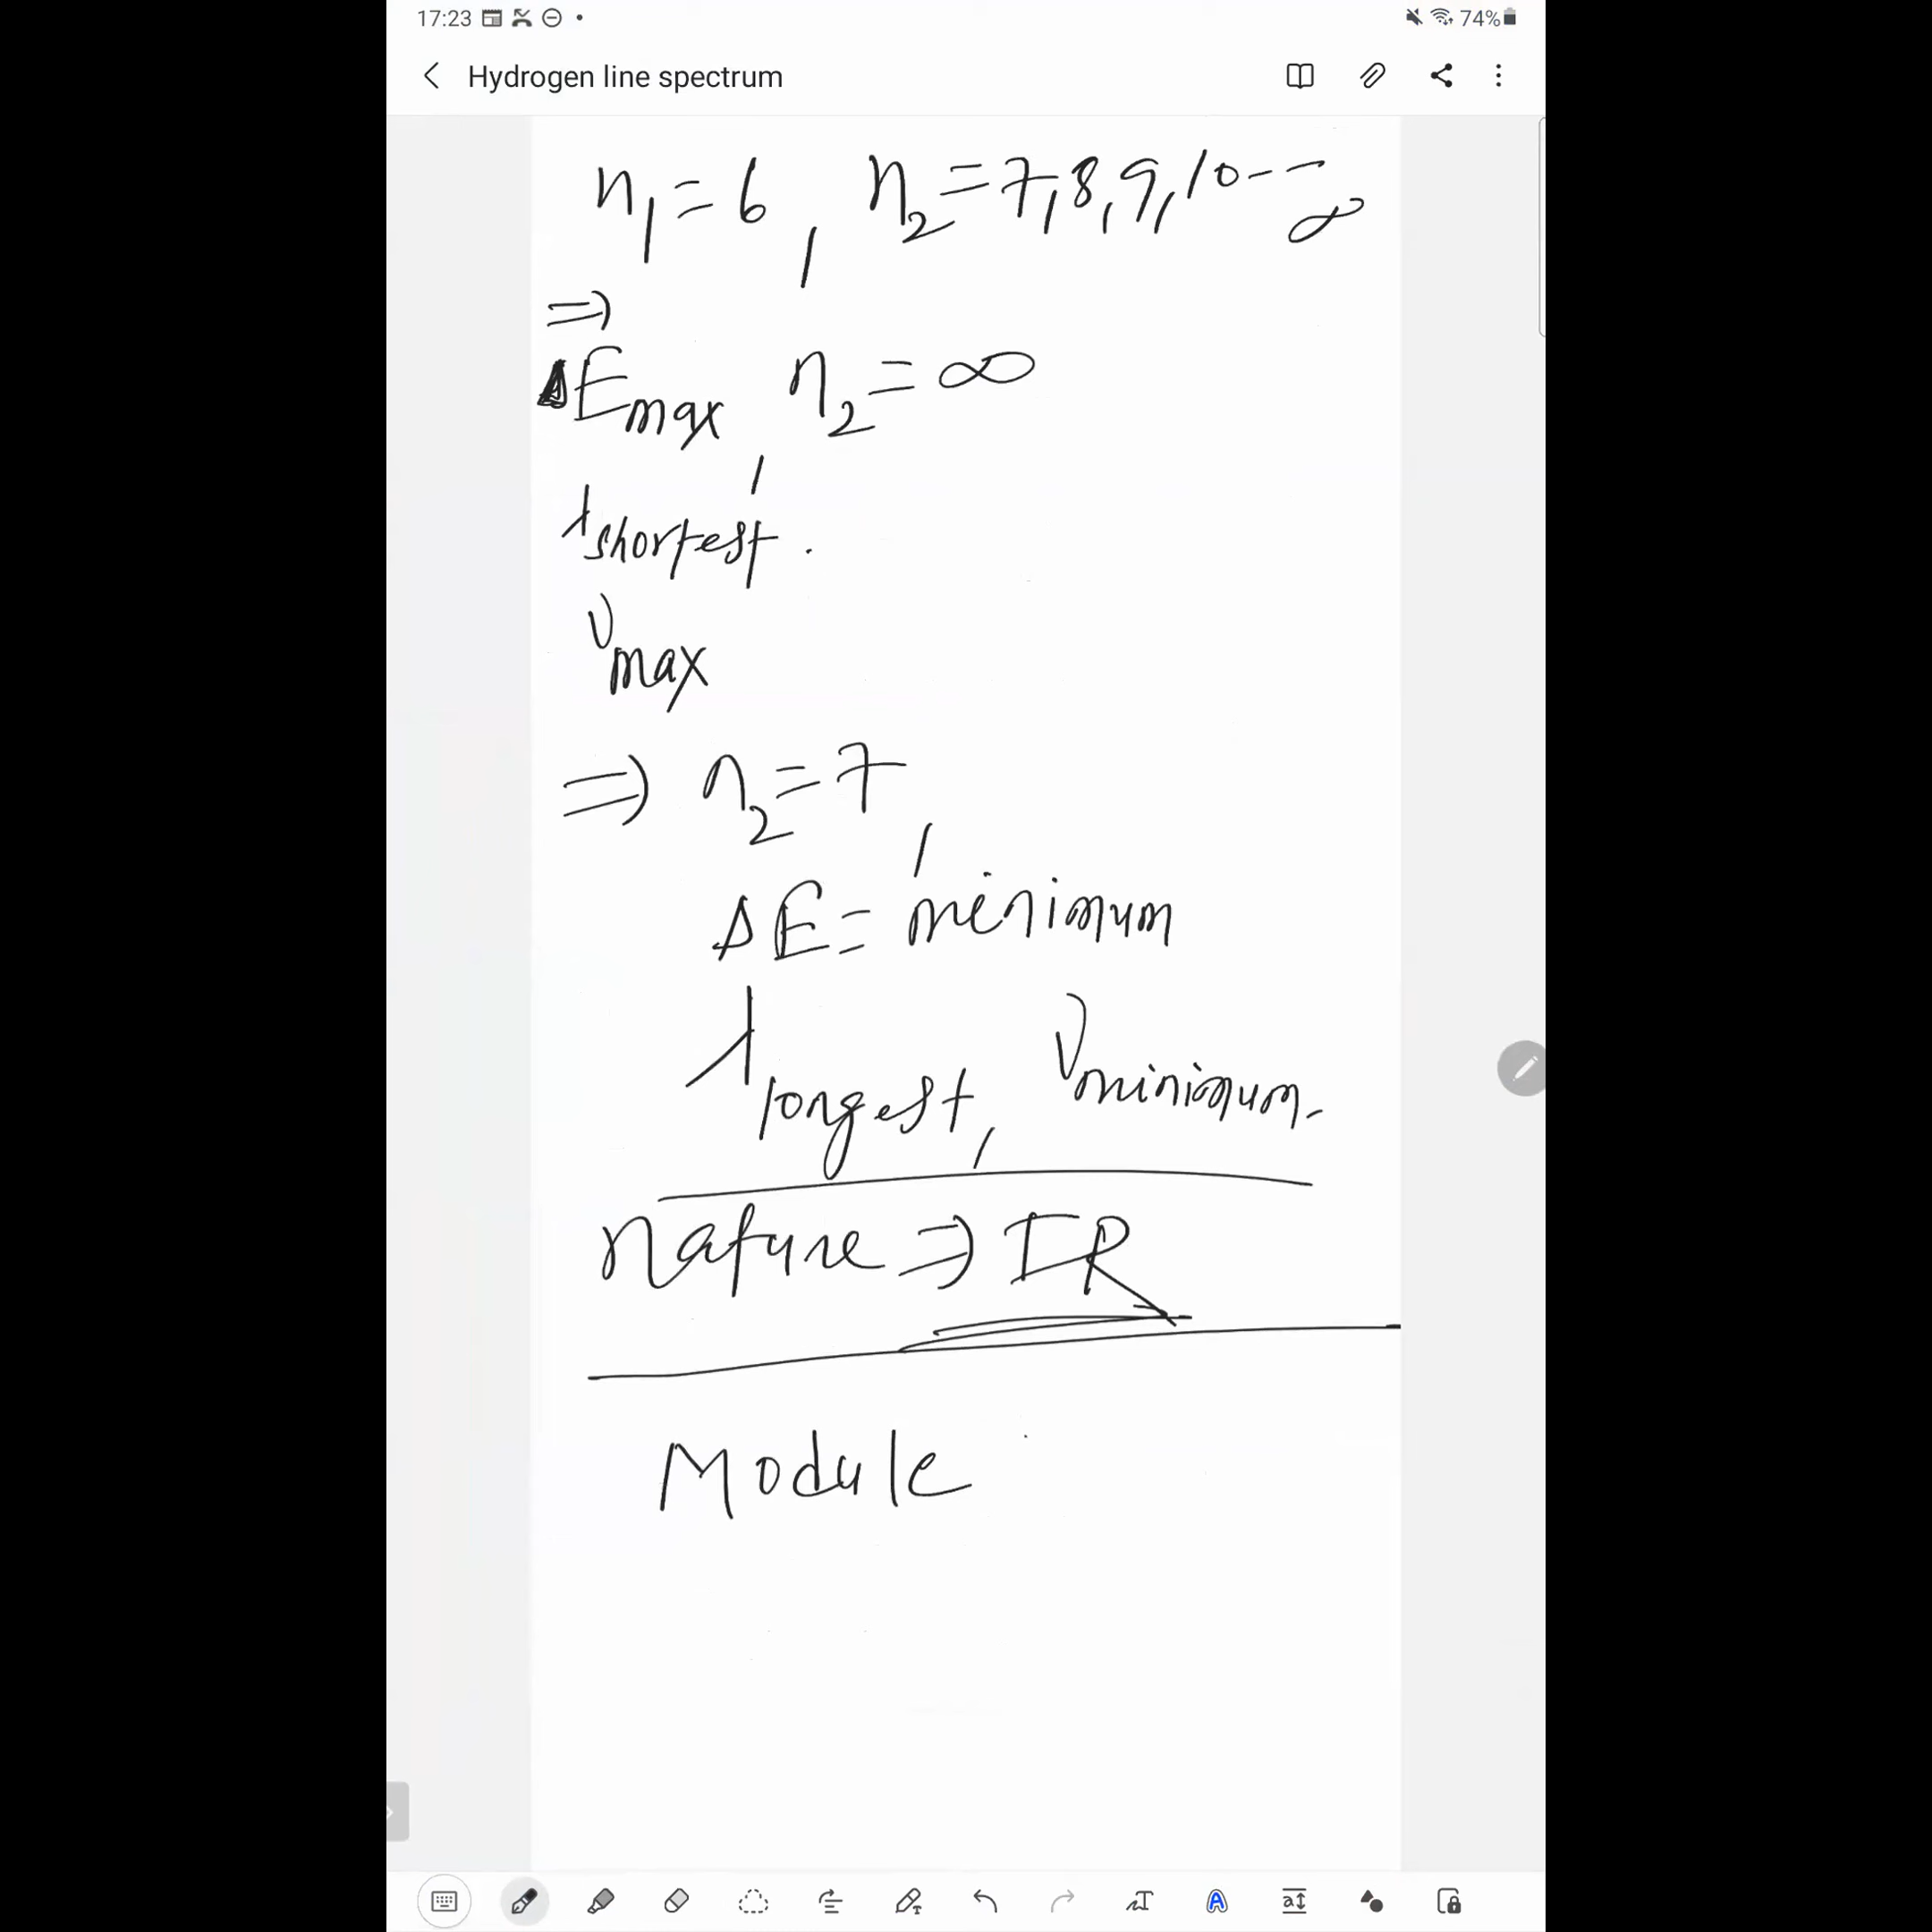 17:23 74%
Hydrogen line spectrum
n₁ = 6, n₂ = 7, 8, 9, 10 -- ∞
⇒
ΔEmax n₂ = ∞
λshortest.
νmax
⇒ n₂ = 7,
ΔE = minimum
λlongest, νminimum.
nature ⇒ IR
Module